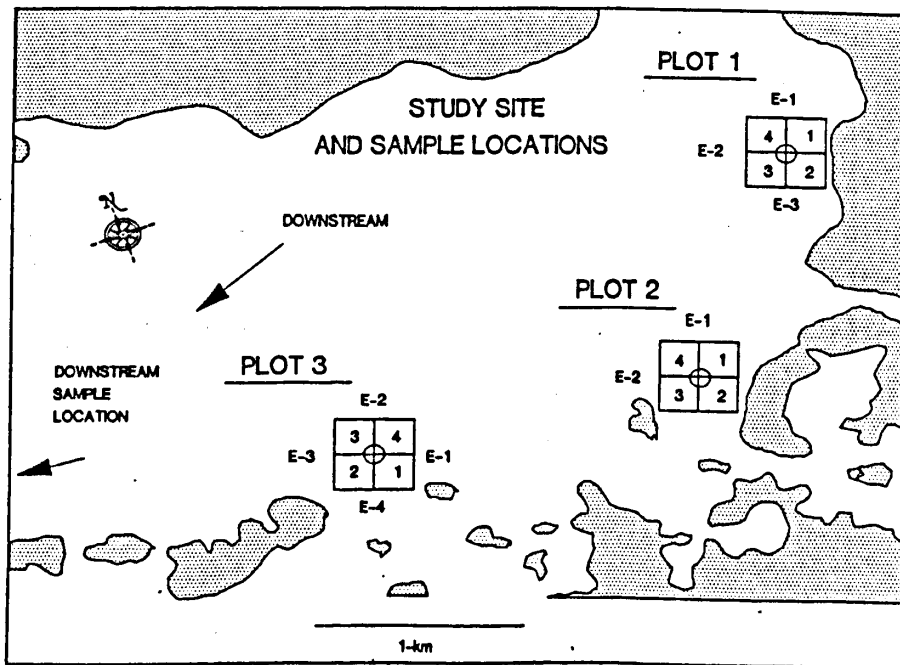 PLOT 1
STUDY SITE
AND SAMPLE LOCATIONS
E-1
4 1
E-2
3 2
E-3
N
DOWNSTREAM
PLOT 2
E-1
4 1
E-2
3 2
PLOT 3
DOWNSTREAM
SAMPLE
LOCATION
E-2
3 4
E-3
E-1
2 1
E-4
1-km